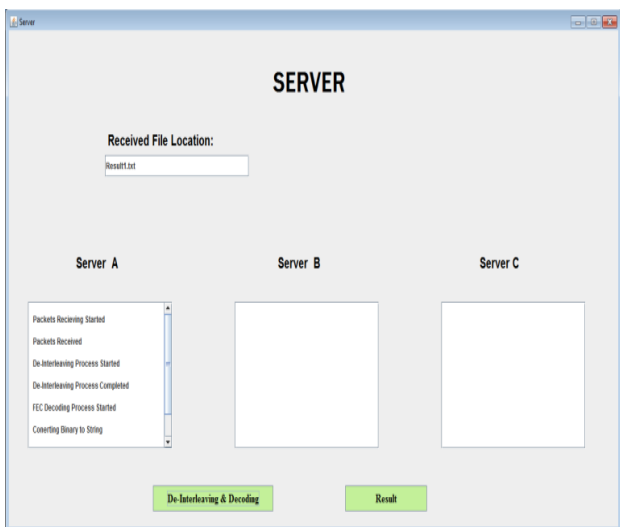 Server
SERVER
Received File Location:
Result1.txt
Server A
Server B
Server C
Packets Recieving Started
Packets Received
De-Interleaving Process Started
De-Interleaving Process Completed
FEC Decoding Process Started
Conerting Binary to String
De-Interleaving & Decoding
Result